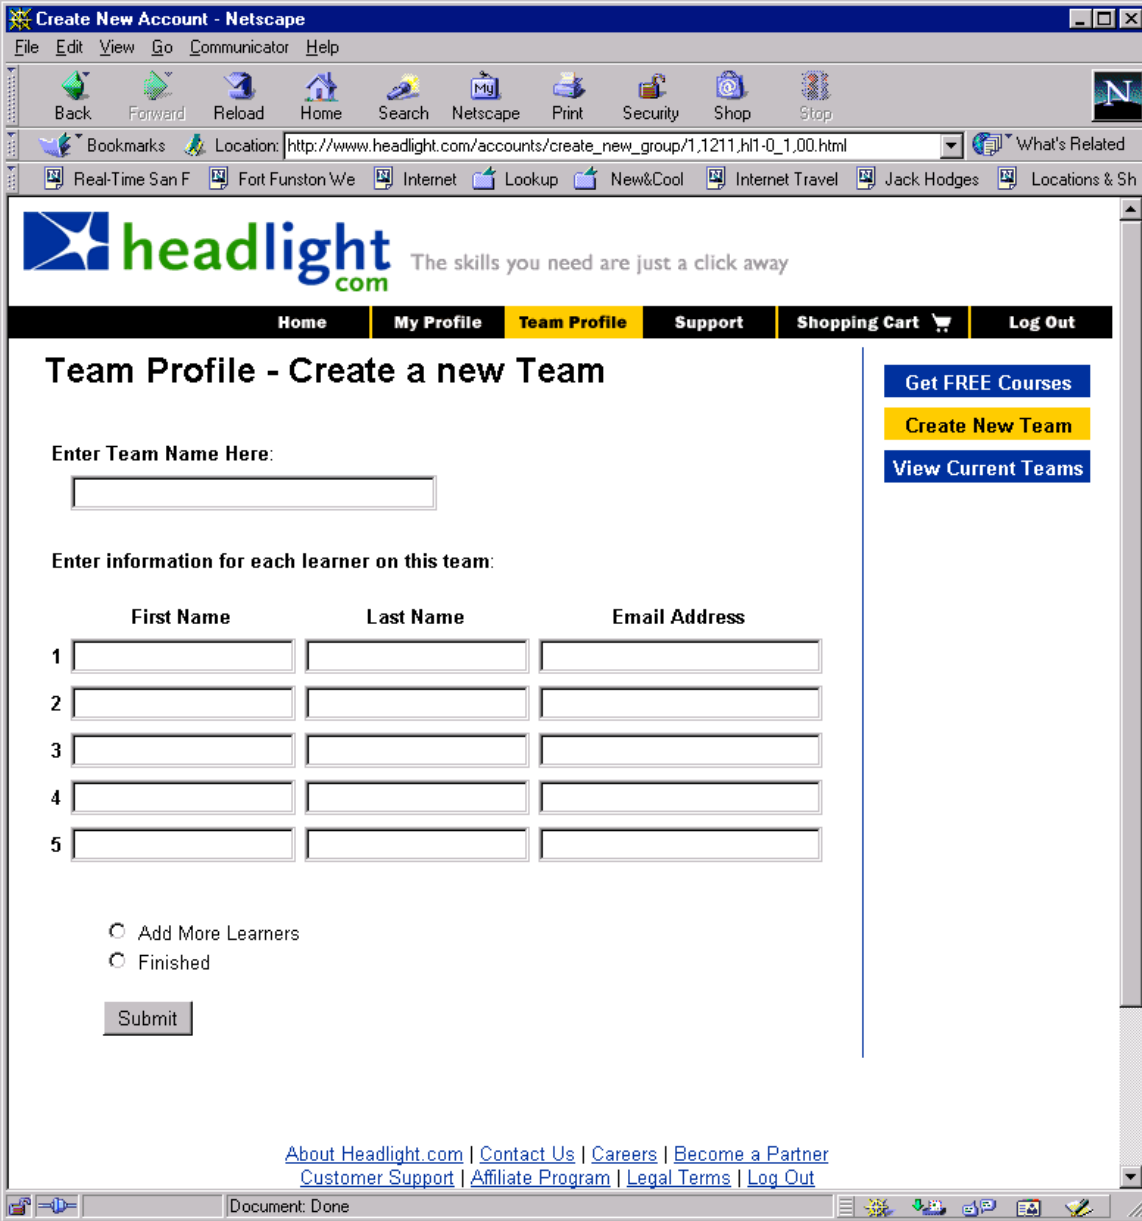 Create New Account - Netscape
File Edit View Go Communicator Help
Back Forward Reload Home Search Netscape Print Security Shop Stop
My
N
Bookmarks Location: http://www.headlight.com/accounts/create_new_group/1,1211,hl1-0_1,00.html What's Related
Real-Time San F Fort Funston We Internet Lookup New&Cool Internet Travel Jack Hodges Locations & Sh
headlight
com
The skills you need are just a click away
Home My Profile Team Profile Support Shopping Cart Log Out
Team Profile - Create a new Team
Get FREE Courses
Create New Team
View Current Teams
Enter Team Name Here:
Enter information for each learner on this team:
First Name Last Name Email Address
1
2
3
4
5
Add More Learners
Finished
Submit
About Headlight.com | Contact Us | Careers | Become a Partner
Customer Support | Affiliate Program | Legal Terms | Log Out
Document: Done